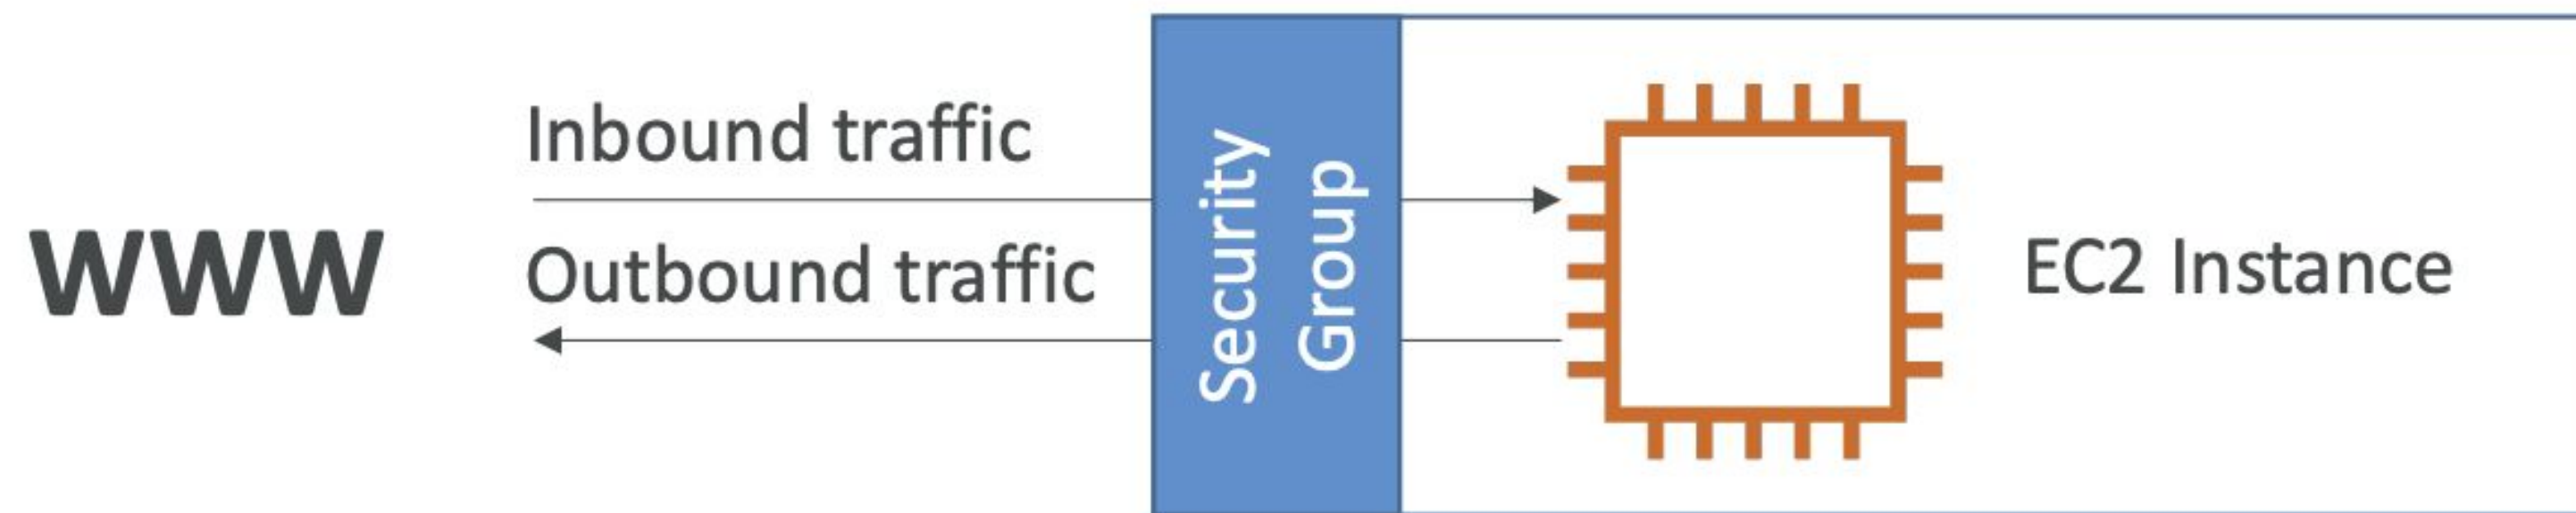 Inbound traffic
WWW
Outbound traffic
Security
Group
EC2 Instance